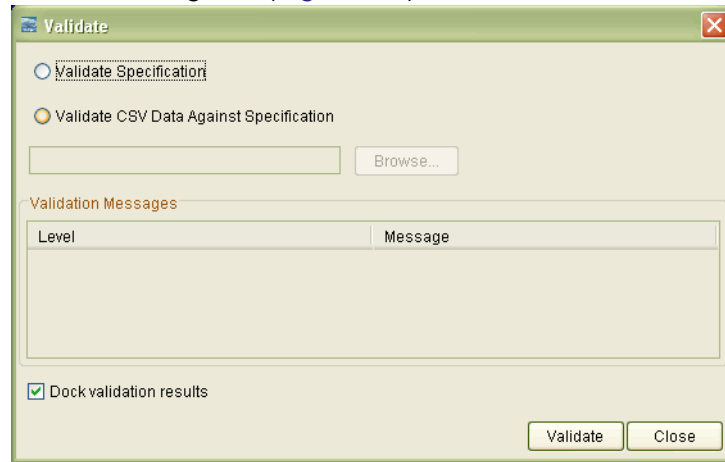 Validate
Validate Specification
Validate CSV Data Against Specification
Browse...
Validation Messages
Level Message
Dock validation results
Validate Close